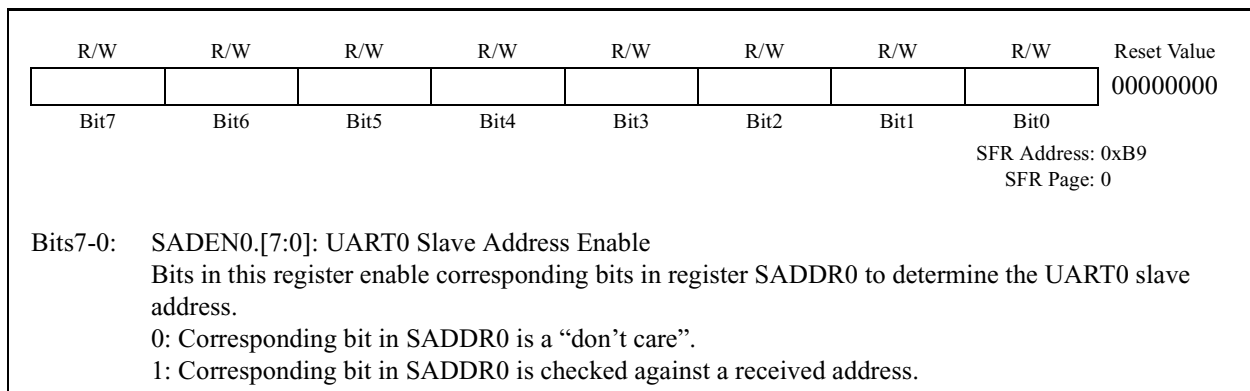 R/W R/W R/W R/W R/W R/W R/W R/W Reset Value
00000000
Bit7 Bit6 Bit5 Bit4 Bit3 Bit2 Bit1 Bit0
SFR Address: 0xB9
SFR Page: 0
Bits7-0: SADEN0.[7:0]: UART0 Slave Address Enable
Bits in this register enable corresponding bits in register SADDR0 to determine the UART0 slave
address.
0: Corresponding bit in SADDR0 is a “don’t care”.
1: Corresponding bit in SADDR0 is checked against a received address.